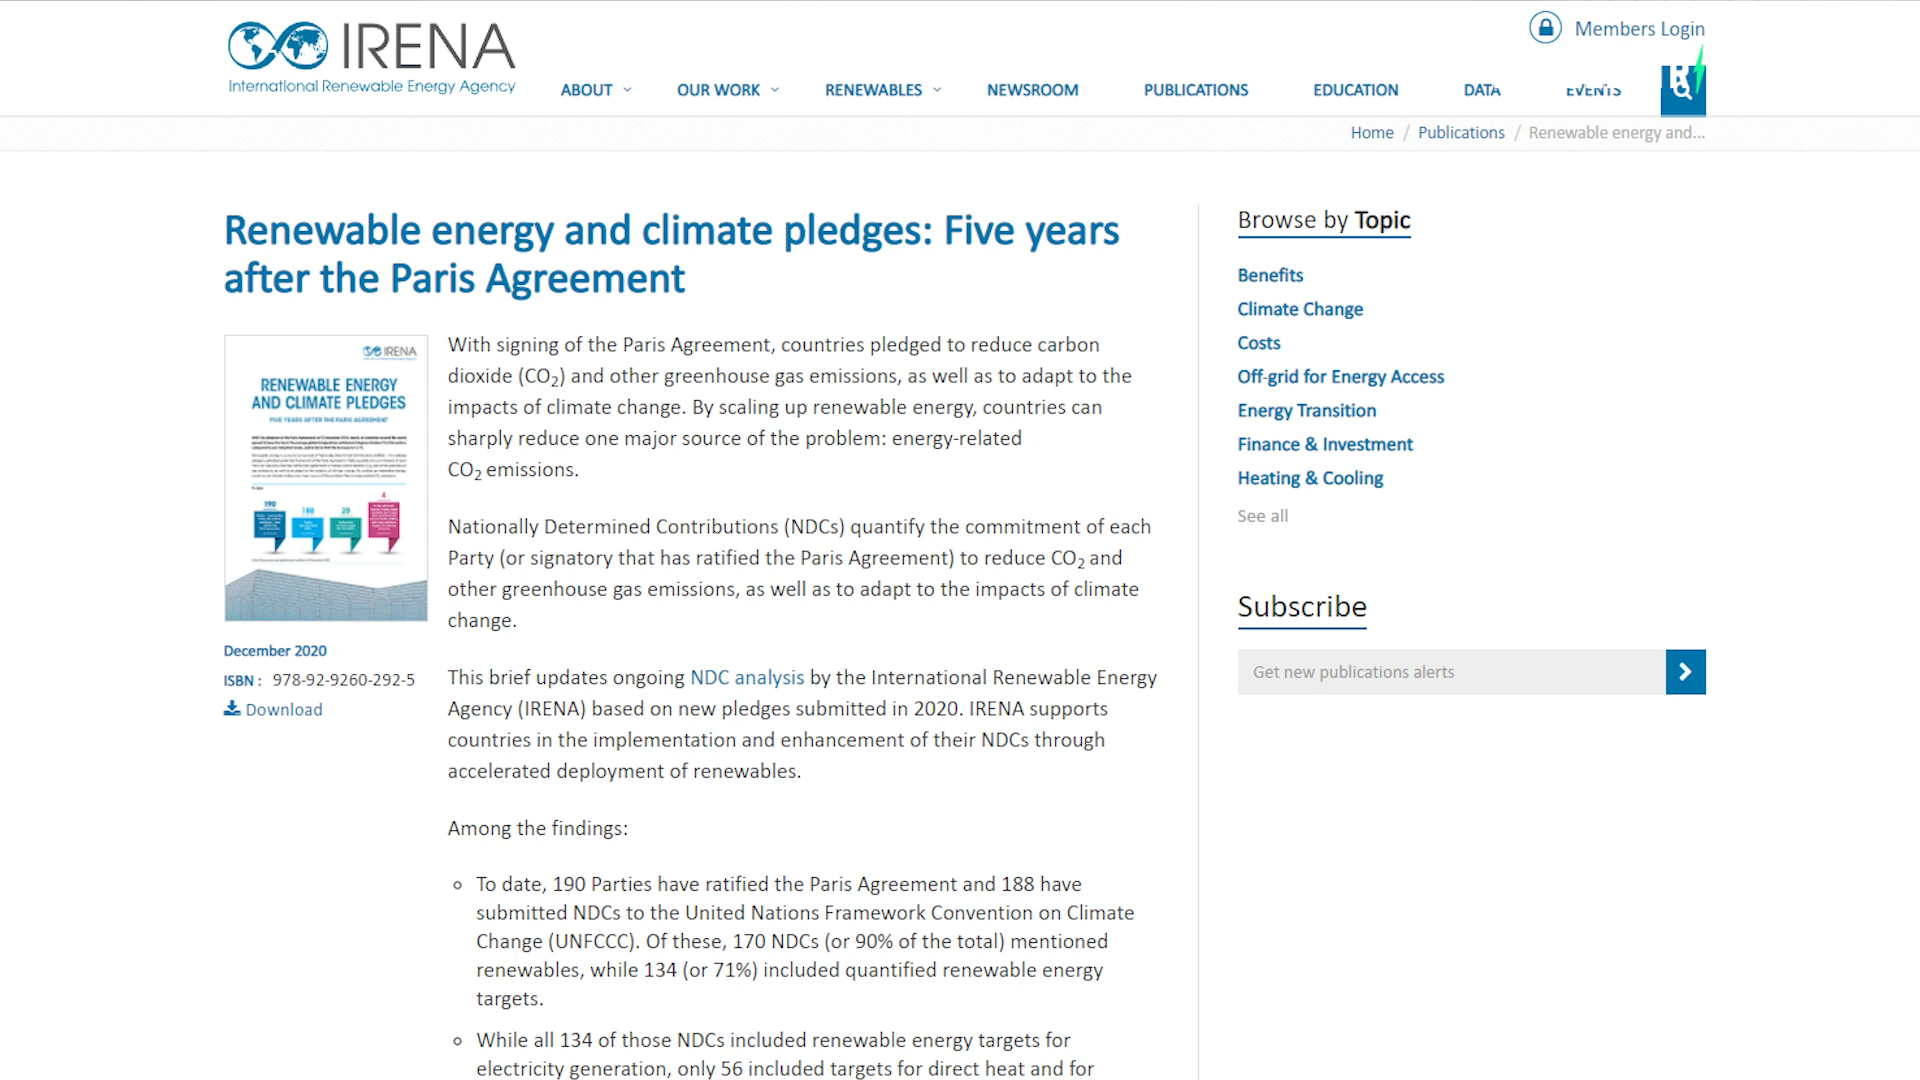 IRENA
International Renewable Energy Agency
Members Login
ABOUT
OUR WORK
RENEWABLES
NEWSROOM
PUBLICATIONS
EDUCATION
DATA
EVENTS
Home / Publications / Renewable energy and...
Renewable energy and climate pledges: Five years
after the Paris Agreement
IRENA
RENEWABLE ENERGY
AND CLIMATE PLEDGES
FIVE YEARS AFTER THE PARIS AGREEMENT
190
188
4
December 2020
ISBN : 978-92-9260-292-5
Download
With signing of the Paris Agreement, countries pledged to reduce carbon
dioxide (CO2) and other greenhouse gas emissions, as well as to adapt to the
impacts of climate change. By scaling up renewable energy, countries can
sharply reduce one major source of the problem: energy-related
CO2 emissions.
Nationally Determined Contributions (NDCs) quantify the commitment of each
Party (or signatory that has ratified the Paris Agreement) to reduce CO2 and
other greenhouse gas emissions, as well as to adapt to the impacts of climate
change.
This brief updates ongoing NDC analysis by the International Renewable Energy
Agency (IRENA) based on new pledges submitted in 2020. IRENA supports
countries in the implementation and enhancement of their NDCs through
accelerated deployment of renewables.
Among the findings:
To date, 190 Parties have ratified the Paris Agreement and 188 have
submitted NDCs to the United Nations Framework Convention on Climate
Change (UNFCCC). Of these, 170 NDCs (or 90% of the total) mentioned
renewables, while 134 (or 71%) included quantified renewable energy
targets.
While all 134 of those NDCs included renewable energy targets for
electricity generation, only 56 included targets for direct heat and for
Browse by Topic
Benefits
Climate Change
Costs
Off-grid for Energy Access
Energy Transition
Finance & Investment
Heating & Cooling
See all
Subscribe
Get new publications alerts